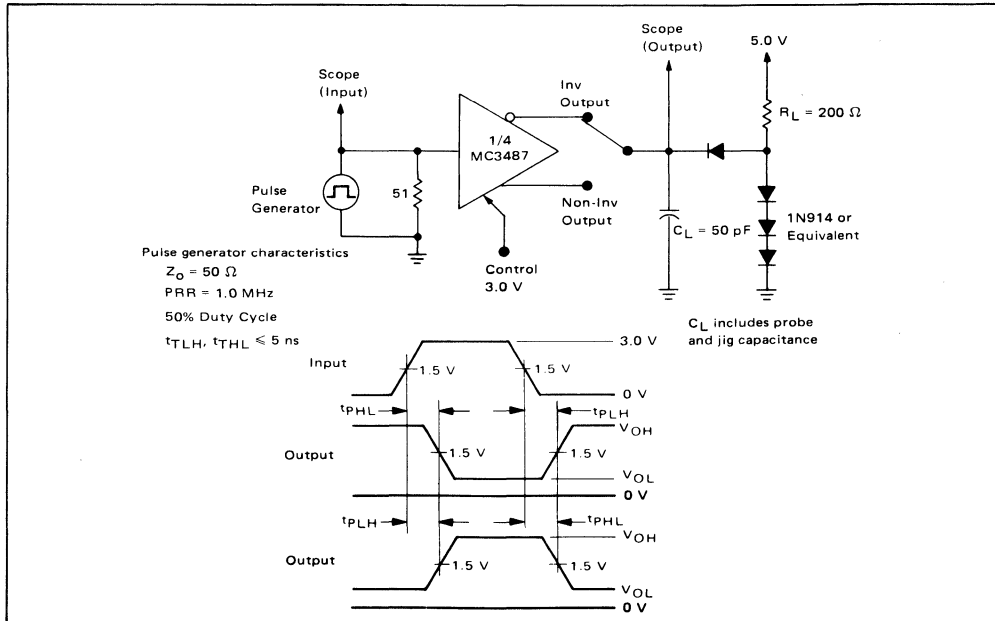 Scope
(Output)
5.0 V
Scope
(Input)
Inv
Output
R_L = 200 Ω
1/4
MC3487
51
Pulse
Generator
Non-Inv
Output
C_L = 50 pF
1N914 or
Equivalent
Control
3.0 V
Pulse generator characteristics
Z_o = 50 Ω
PRR = 1.0 MHz
50% Duty Cycle
t_TLH, t_THL ⩽ 5 ns
C_L includes probe
and jig capacitance
3.0 V
Input
1.5 V
1.5 V
0 V
t_PHL
t_PLH
V_OH
Output
1.5 V
1.5 V
V_OL
0 V
t_PLH
t_PHL
V_OH
Output
1.5 V
1.5 V
V_OL
0 V